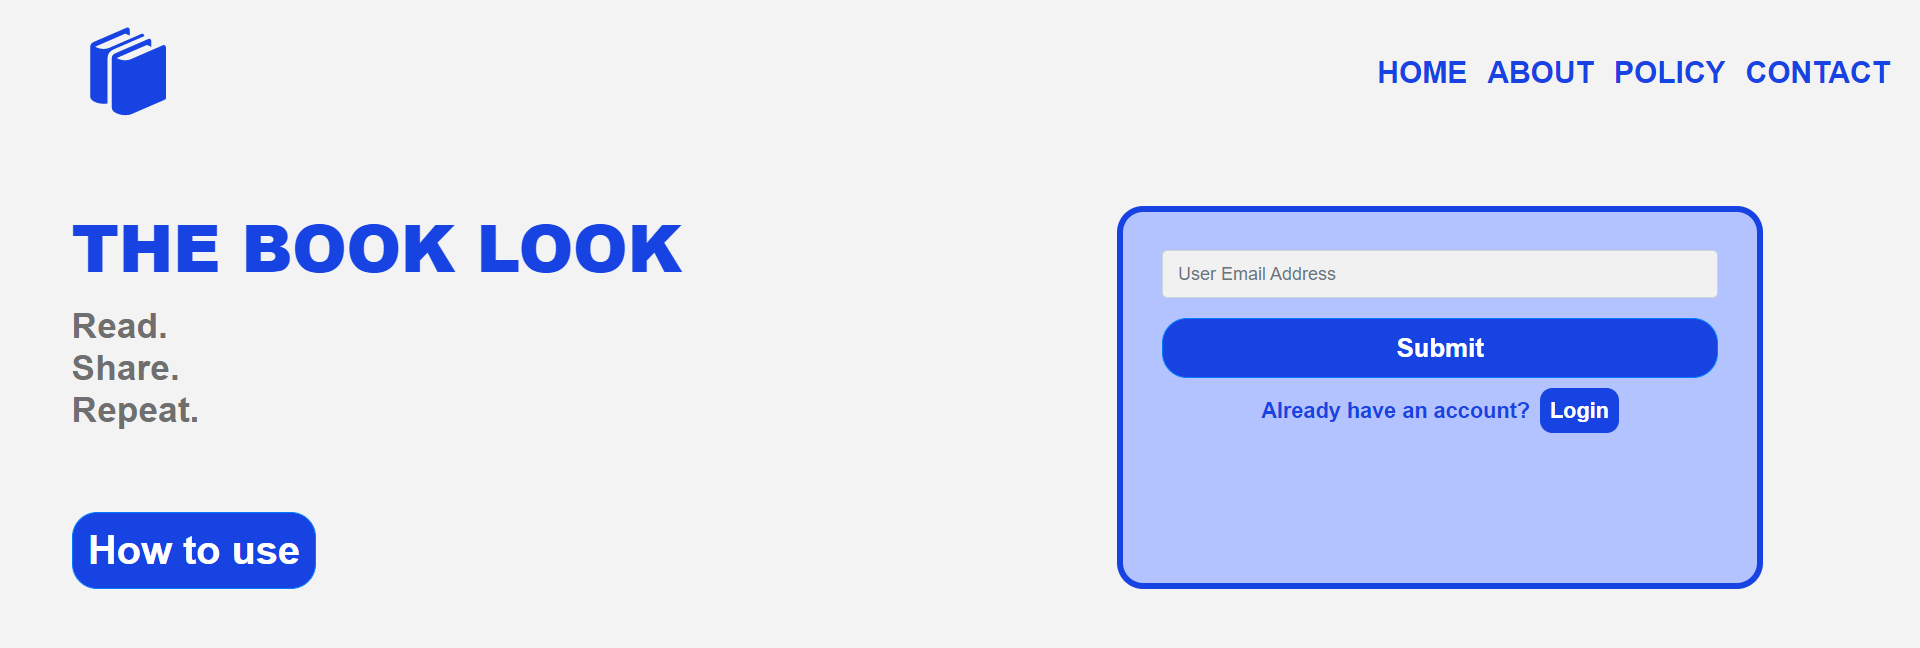 HOME ABOUT POLICY CONTACT
THE BOOK LOOK
Read.
Share.
Repeat.
How to use
User Email Address
Submit
Already have an account? Login